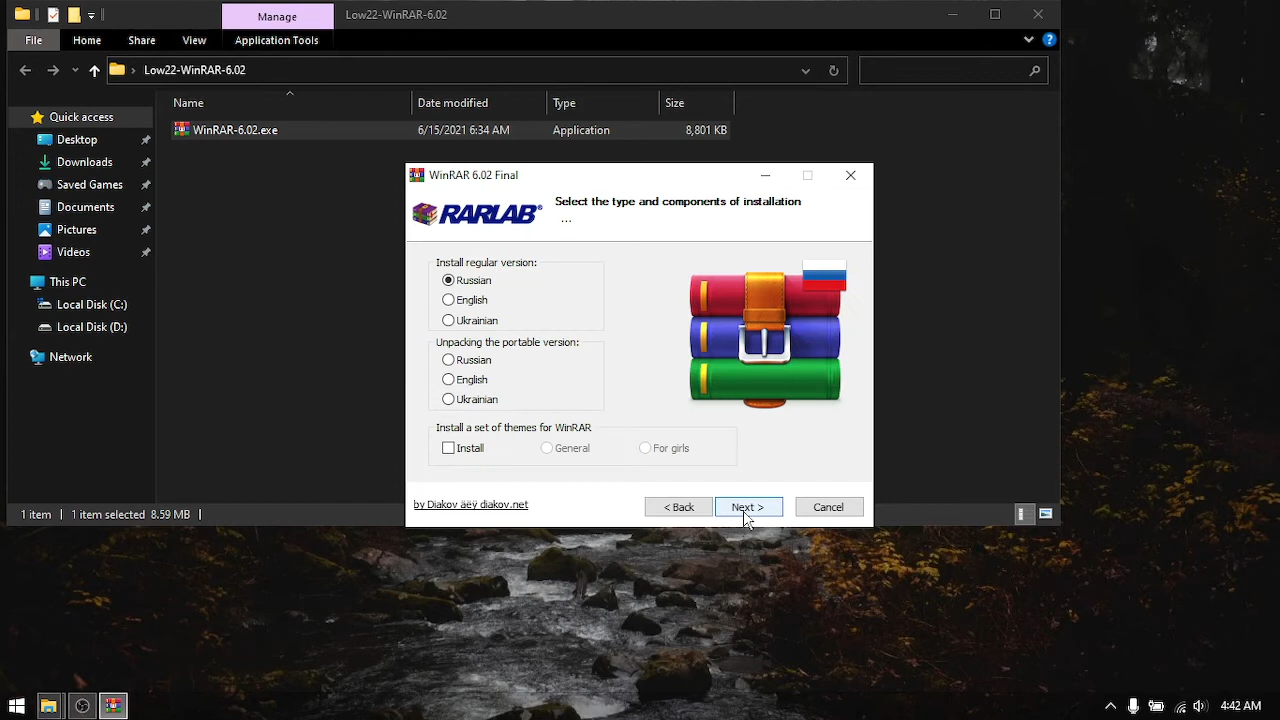 Manage
Low22-WinRAR-6.02
File
Home
Share
View
Application Tools
Low22-WinRAR-6.02
Quick access
Desktop
Downloads
Saved Games
Documents
Pictures
Videos
This PC
Local Disk (C:)
Local Disk (D:)
Network
Name
Date modified
Type
Size
WinRAR-6.02.exe
6/15/2021 6:34 AM
Application
8,801 KB
WinRAR 6.02 Final
RARLAB
Select the type and components of installation
...
Install regular version:
Russian
English
Ukrainian
Unpacking the portable version:
Russian
English
Ukrainian
Install a set of themes for WinRAR
Install
General
For girls
by Diakov äëÿ diakov.net
< Back
Next >
Cancel
1 item
1 item selected 8.59 MB
4:42 AM